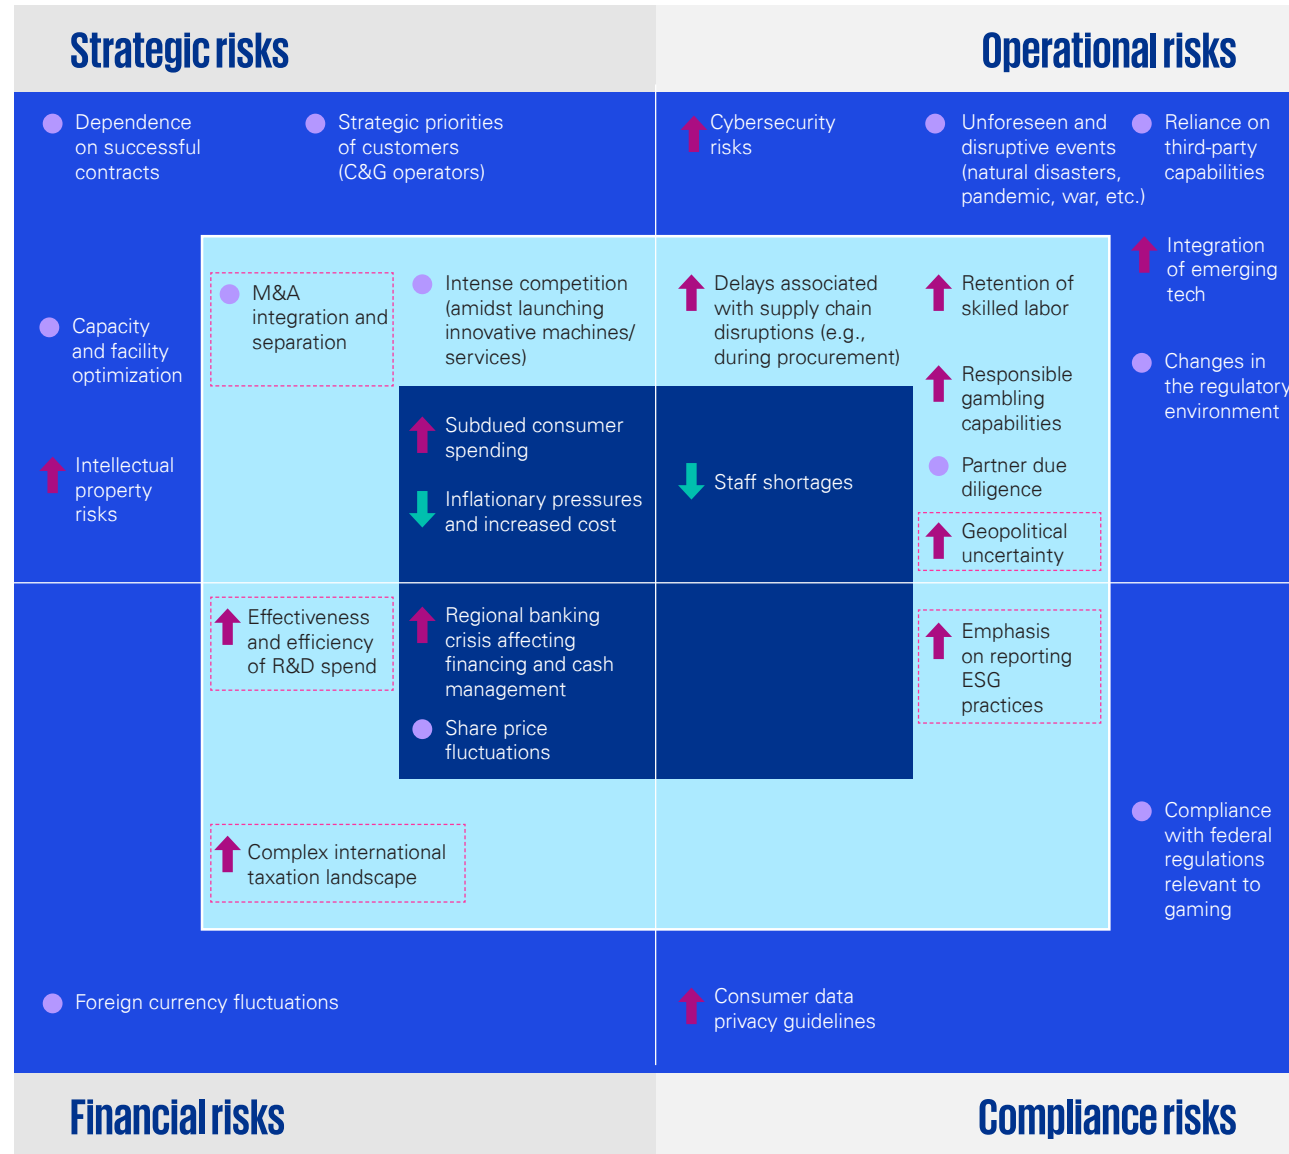 Strategic risks
Operational risks
Dependence
on successful
contracts
Strategic priorities
of customers
(C&G operators)
Cybersecurity
risks
Unforeseen and
disruptive events
(natural disasters,
pandemic, war, etc.)
Reliance on
third-party
capabilities
Integration
of emerging
tech
M&A
integration and
separation
Intense competition
(amidst launching
innovative machines/
services)
Delays associated
with supply chain
disruptions (e.g.,
during procurement)
Retention of
skilled labor
Capacity
and facility
optimization
Responsible
gambling
capabilities
Changes in
the regulatory
environment
Subdued consumer
spending
Intellectual
property
risks
Inflationary pressures
and increased cost
Staff shortages
Partner due
diligence
Geopolitical
uncertainty
Effectiveness
and efficiency
of R&D spend
Regional banking
crisis affecting
financing and cash
management
Share price
fluctuations
Emphasis
on reporting
ESG
practices
Complex international
taxation landscape
Compliance
with federal
regulations
relevant to
gaming
Foreign currency fluctuations
Consumer data
privacy guidelines
Financial risks
Compliance risks